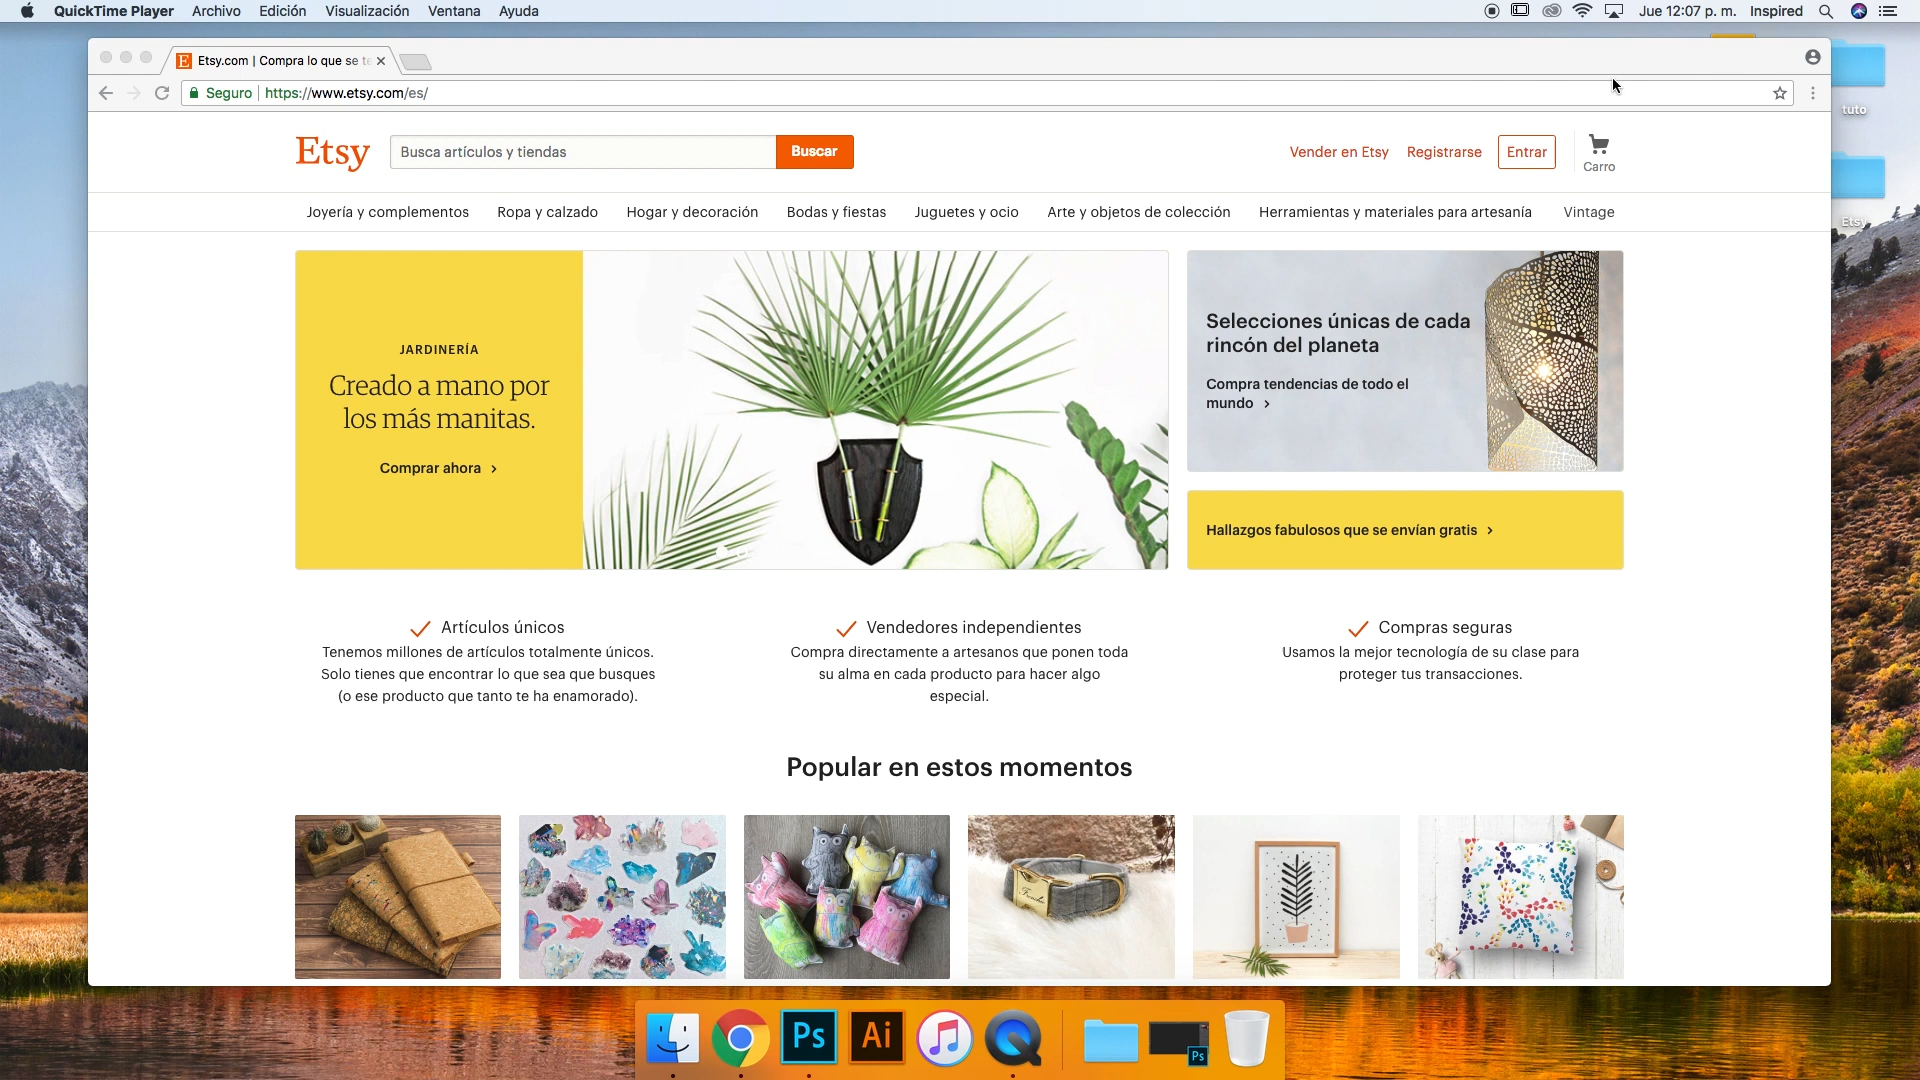 QuickTime Player Archivo Edición Visualización Ventana Ayuda Jue 12:07 p. m. Inspired
Etsy.com | Compra lo que se te
Seguro https://www.etsy.com/es/
tuto
Etsy Busca artículos y tiendas Buscar Vender en Etsy Registrarse Entrar Carro
Joyería y complementos Ropa y calzado Hogar y decoración Bodas y fiestas Juguetes y ocio Arte y objetos de colección Herramientas y materiales para artesanía Vintage
Etsy
JARDINERÍA
Creado a mano por
los más manitas.
Comprar ahora
Selecciones únicas de cada
rincón del planeta
Compra tendencias de todo el
mundo
Hallazgos fabulosos que se envían gratis
Artículos únicos
Tenemos millones de artículos totalmente únicos.
Solo tienes que encontrar lo que sea que busques
(o ese producto que tanto te ha enamorado).
Vendedores independientes
Compra directamente a artesanos que ponen toda
su alma en cada producto para hacer algo
especial.
Compras seguras
Usamos la mejor tecnología de su clase para
proteger tus transacciones.
Popular en estos momentos
Ps Ai Ps